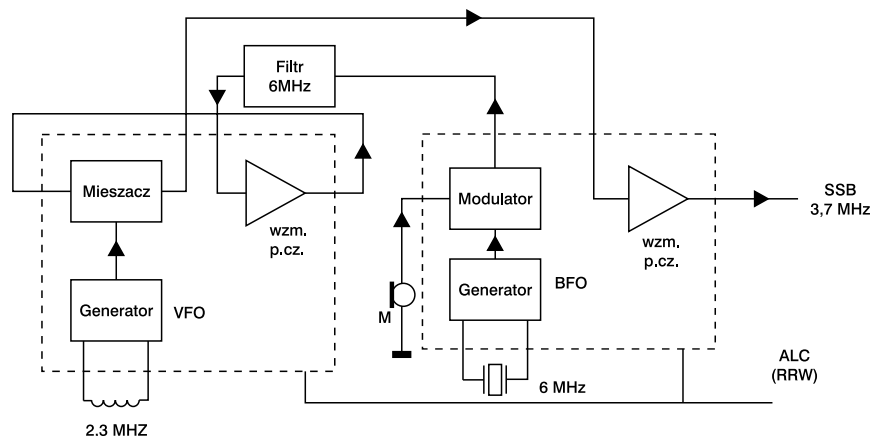 Filtr
6MHz
Mieszacz
wzm.
p.cz.
Generator
VFO
2.3 MHZ
Modulator
M
Generator
BFO
6 MHz
wzm.
p.cz.
SSB
3,7 MHz
ALC
(RRW)